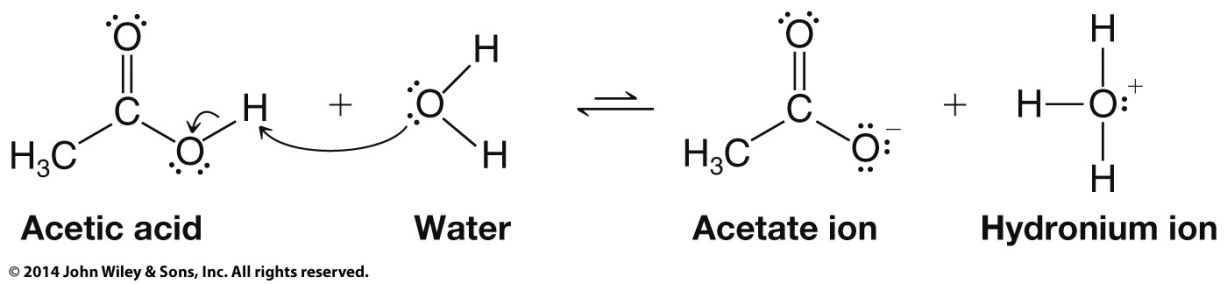 O H
C H + O ⇌ O C + H—O:⁺ H
H₃C O H H₃C O:⁻ H
Acetic acid Water Acetate ion Hydronium ion
© 2014 John Wiley & Sons, Inc. All rights reserved.